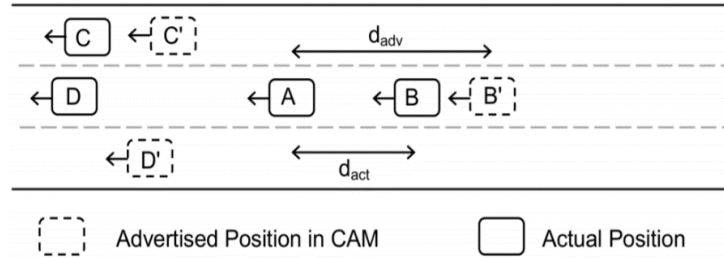 C C' d_adv
D A B B'
D' d_act
Advertised Position in CAM Actual Position